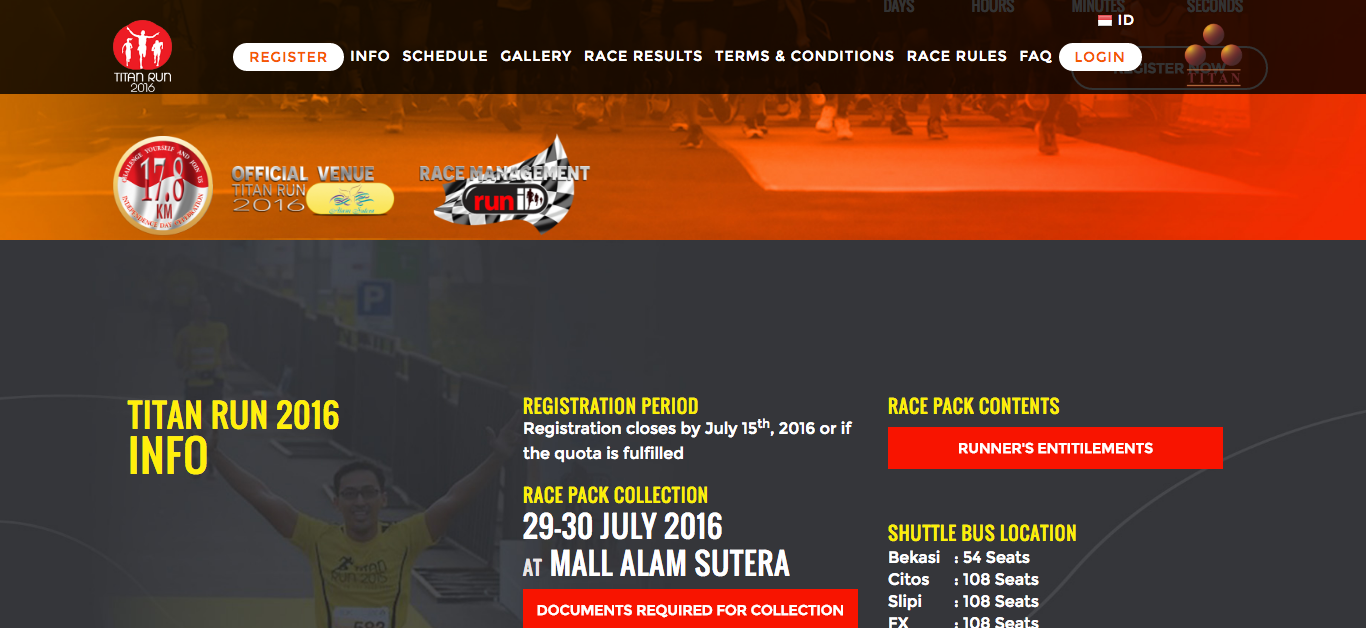 DAYS HOURS MINUTES SECONDS
ID
REGISTER INFO SCHEDULE GALLERY RACE RESULTS TERMS & CONDITIONS RACE RULES FAQ LOGIN
REGISTER NOW
TITAN
TITAN RUN
2016
CHALLENGE YOURSELF AND JOIN US
17.8
KM
INDEPENDENCE DAY CELEBRATION
OFFICIAL VENUE
TITAN RUN
2016
Alam Sutera
RACE MANAGEMENT
run iD
TITAN RUN 2016
INFO
TITAN
RUN 2015
REGISTRATION PERIOD
Registration closes by July 15th, 2016 or if
the quota is fulfilled
RACE PACK COLLECTION
29-30 JULY 2016
AT MALL ALAM SUTERA
DOCUMENTS REQUIRED FOR COLLECTION
RACE PACK CONTENTS
RUNNER'S ENTITILEMENTS
SHUTTLE BUS LOCATION
Bekasi : 54 Seats
Citos : 108 Seats
Slipi : 108 Seats
FX : 108 Seats